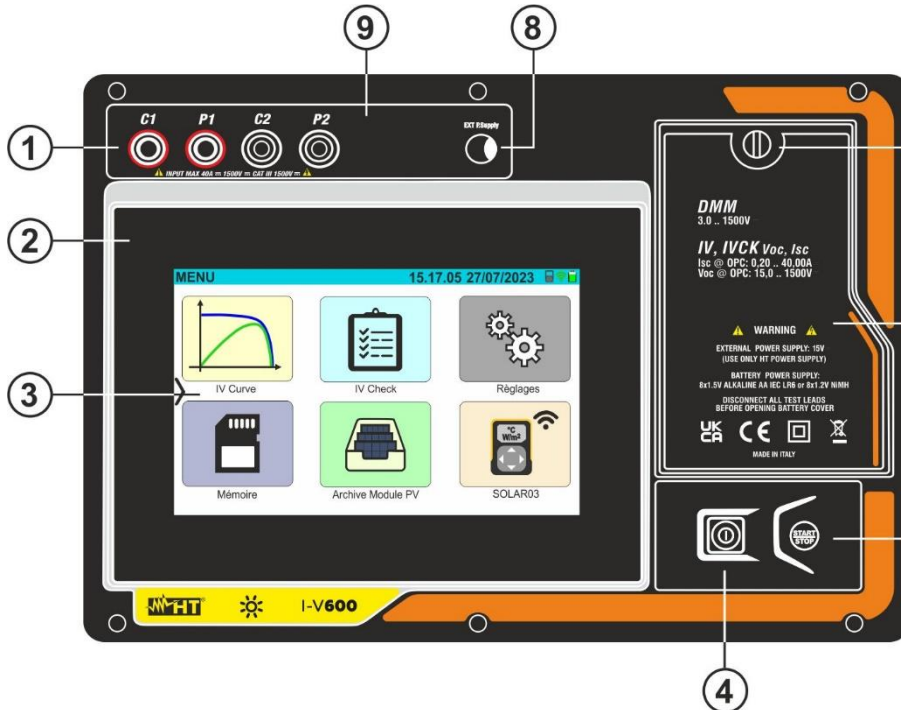 9
8
1
C1 P1 C2 P2
EXT P.Supply
INPUT MAX 40A ⎓ 1500V ⎓ CAT III 1500V ⎓
2
DMM
3.0 .. 1500V
IV, IVCK Voc, Isc
Isc @ OPC: 0,20 .. 40,00A
Voc @ OPC: 15,0 .. 1500V
WARNING
EXTERNAL POWER SUPPLY: 15V
(USE ONLY HT POWER SUPPLY)
BATTERY POWER SUPPLY:
8x1.5V ALKALINE AA IEC LR6 or 8x1.2V NiMH
DISCONNECT ALL TEST LEADS
BEFORE OPENING BATTERY COVER
UK
CA CE
MADE IN ITALY
MENU 15.17.05 27/07/2023
°C
W/m²
IV Curve IV Check Règlages
3
Mémoire Archive Module PV SOLAR03
START
STOP
HT® I-V600
4